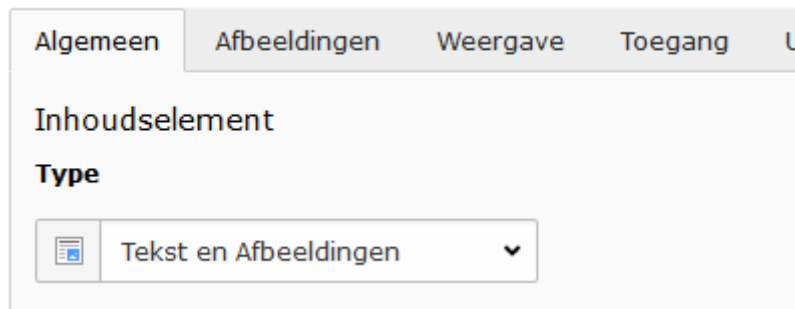 Algemeen Afbeeldingen Weergave Toegang
Inhoudselement
Type
Tekst en Afbeeldingen